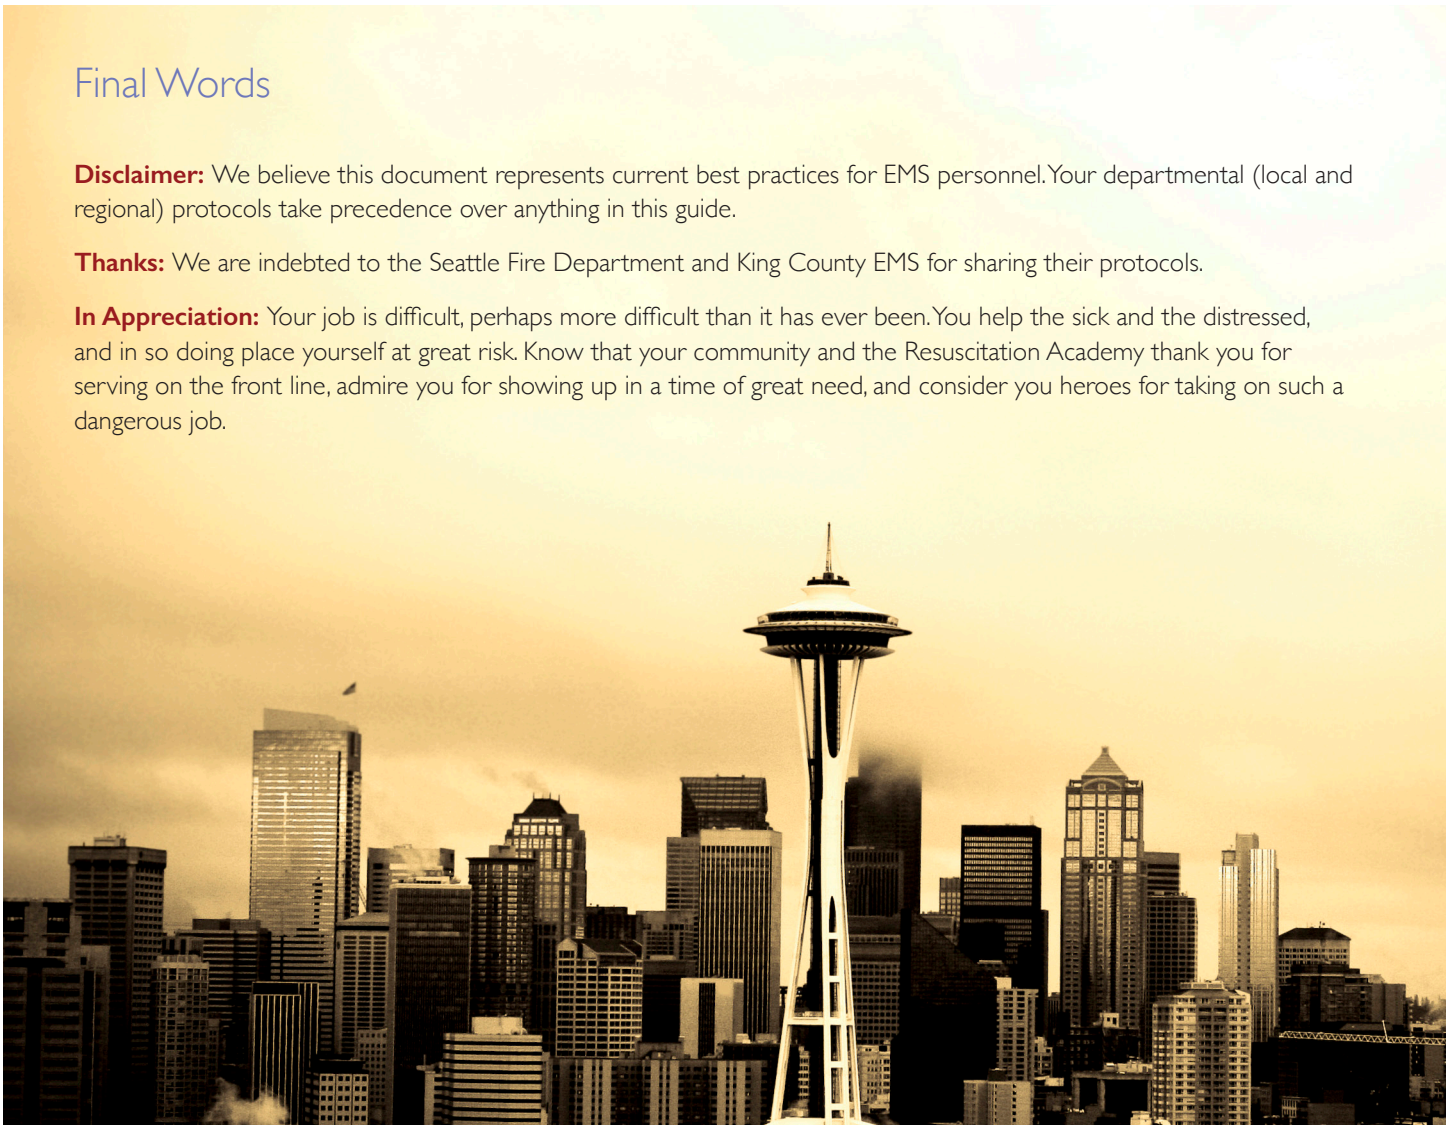 Final Words
Disclaimer: We believe this document represents current best practices for EMS personnel. Your departmental (local and
regional) protocols take precedence over anything in this guide.
Thanks: We are indebted to the Seattle Fire Department and King County EMS for sharing their protocols.
In Appreciation: Your job is difficult, perhaps more difficult than it has ever been. You help the sick and the distressed,
and in so doing place yourself at great risk. Know that your community and the Resuscitation Academy thank you for
serving on the front line, admire you for showing up in a time of great need, and consider you heroes for taking on such a
dangerous job.